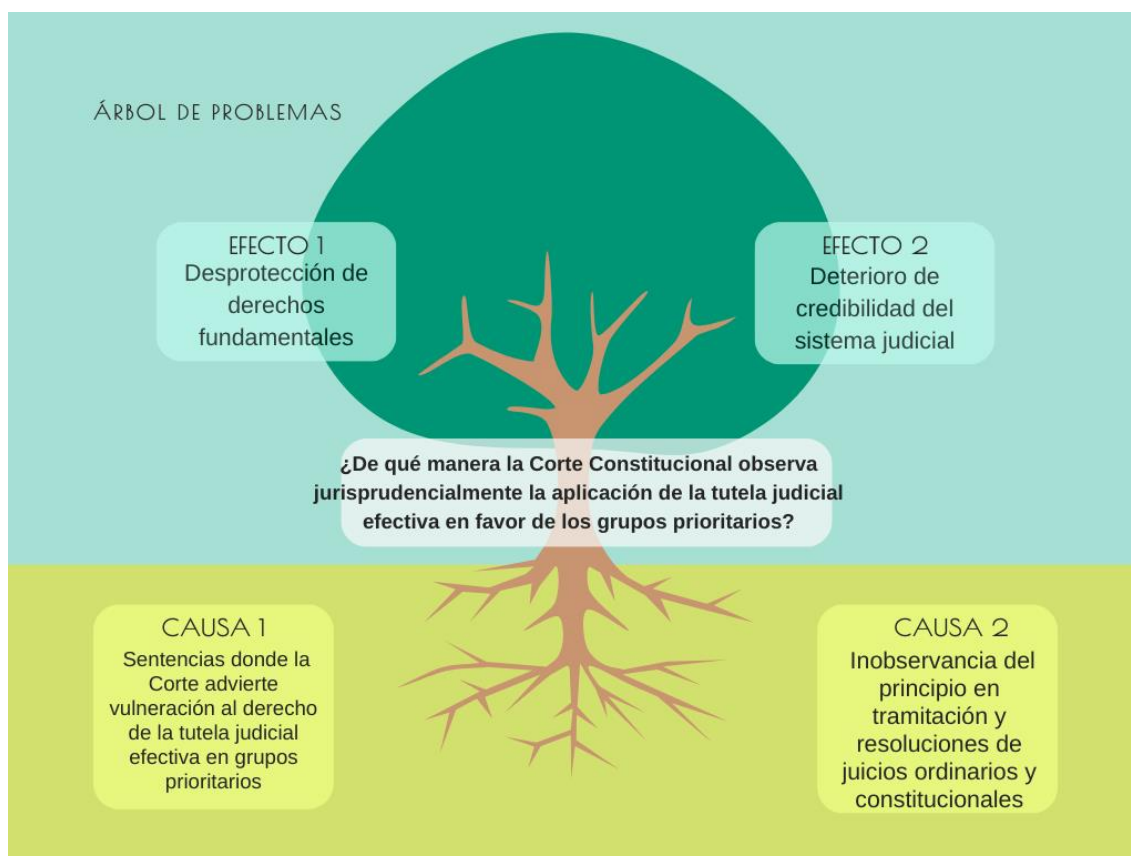 ÁRBOL DE PROBLEMAS
EFECTO 1
Desprotección de
derechos
fundamentales
EFECTO 2
Deterioro de
credibilidad del
sistema judicial
¿De qué manera la Corte Constitucional observa
jurisprudencialmente la aplicación de la tutela judicial
efectiva en favor de los grupos prioritarios?
CAUSA 1
Sentencias donde la
Corte advierte
vulneración al derecho
de la tutela judicial
efectiva en grupos
prioritarios
CAUSA 2
Inobservancia del
principio en
tramitación y
resoluciones de
juicios ordinarios y
constitucionales